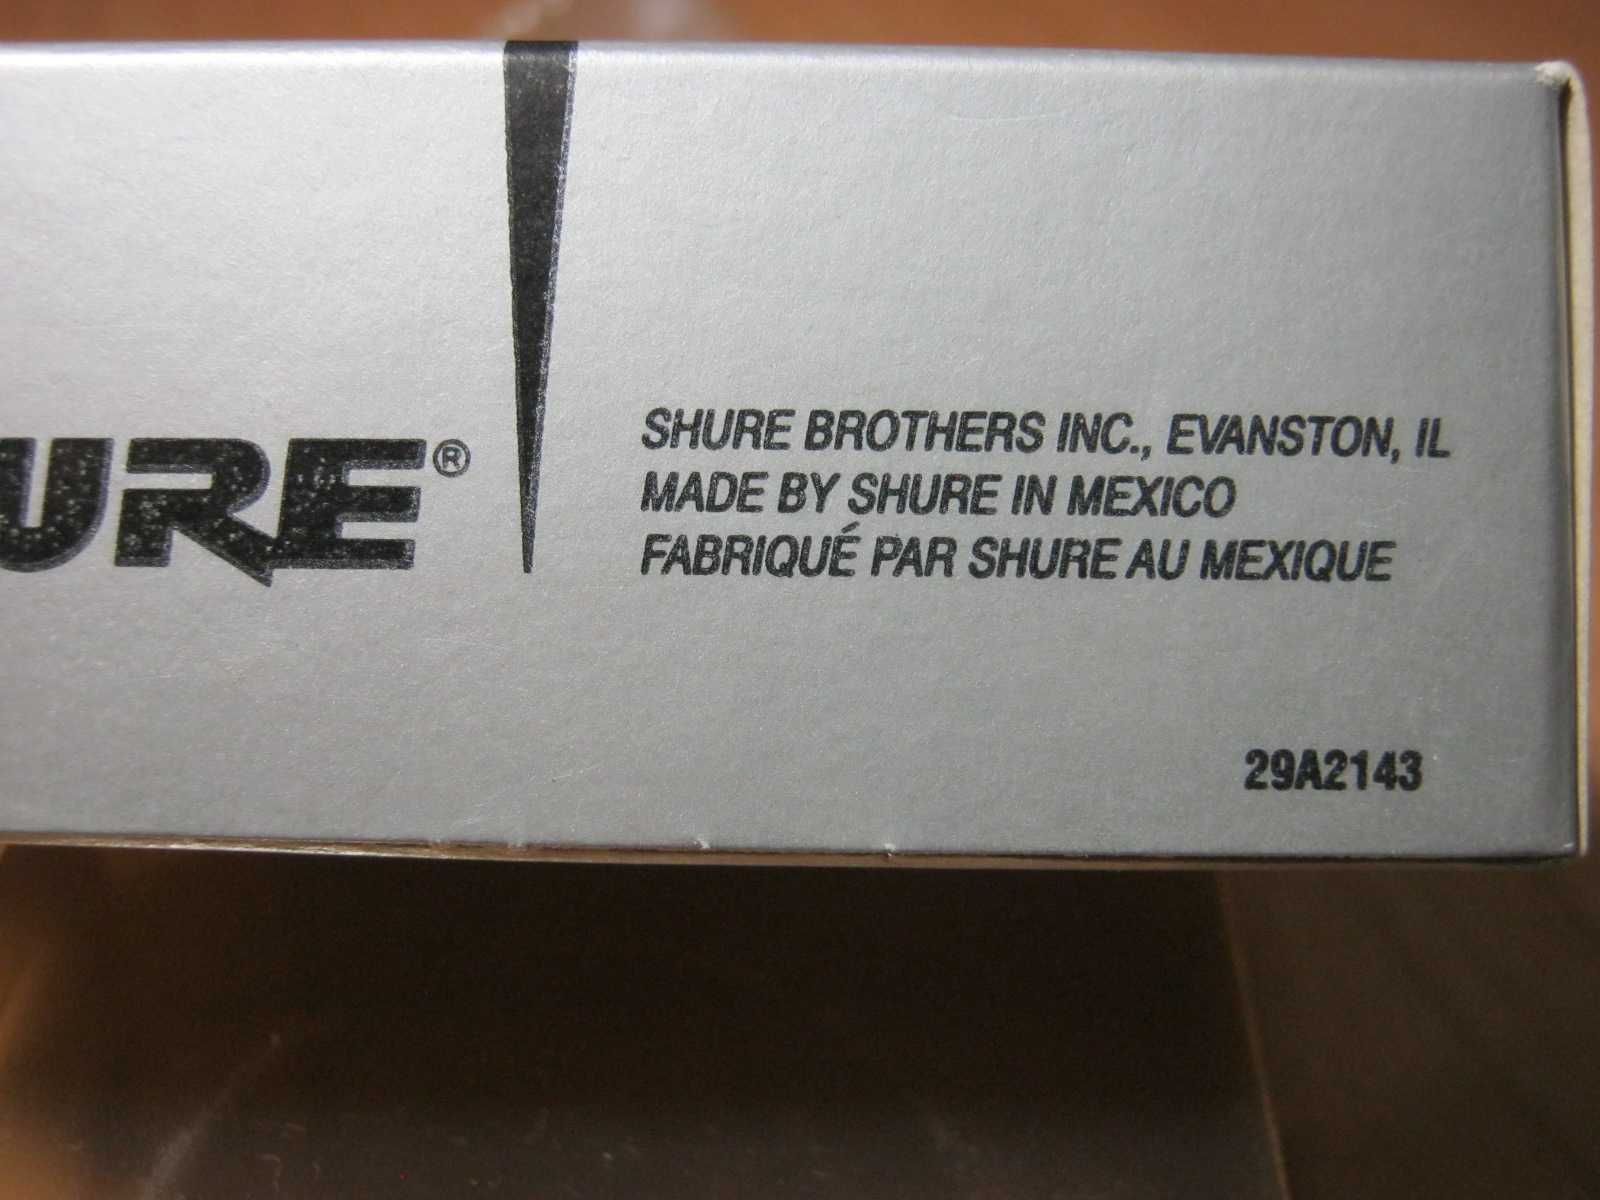 URE®
SHURE BROTHERS INC., EVANSTON, IL
MADE BY SHURE IN MEXICO
FABRIQUÉ PAR SHURE AU MEXIQUE
29A2143